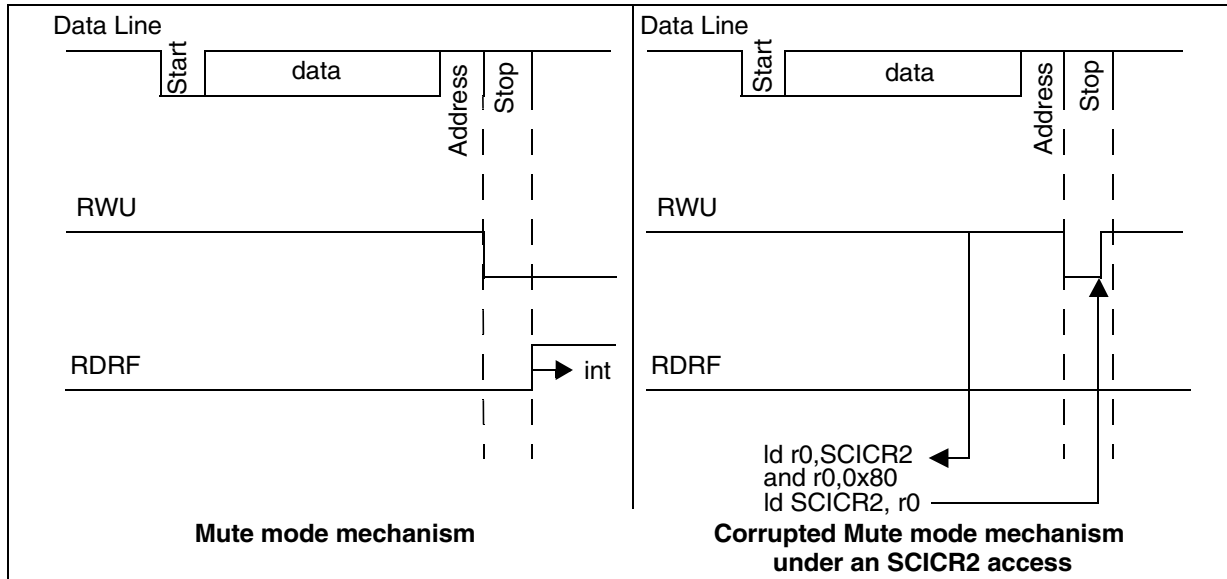 Data Line
Start
data
Address
Stop
RWU
RDRF
int
Mute mode mechanism
Data Line
Start
data
Address
Stop
RWU
RDRF
ld r0,SCICR2
and r0,0x80
ld SCICR2, r0
Corrupted Mute mode mechanism
under an SCICR2 access